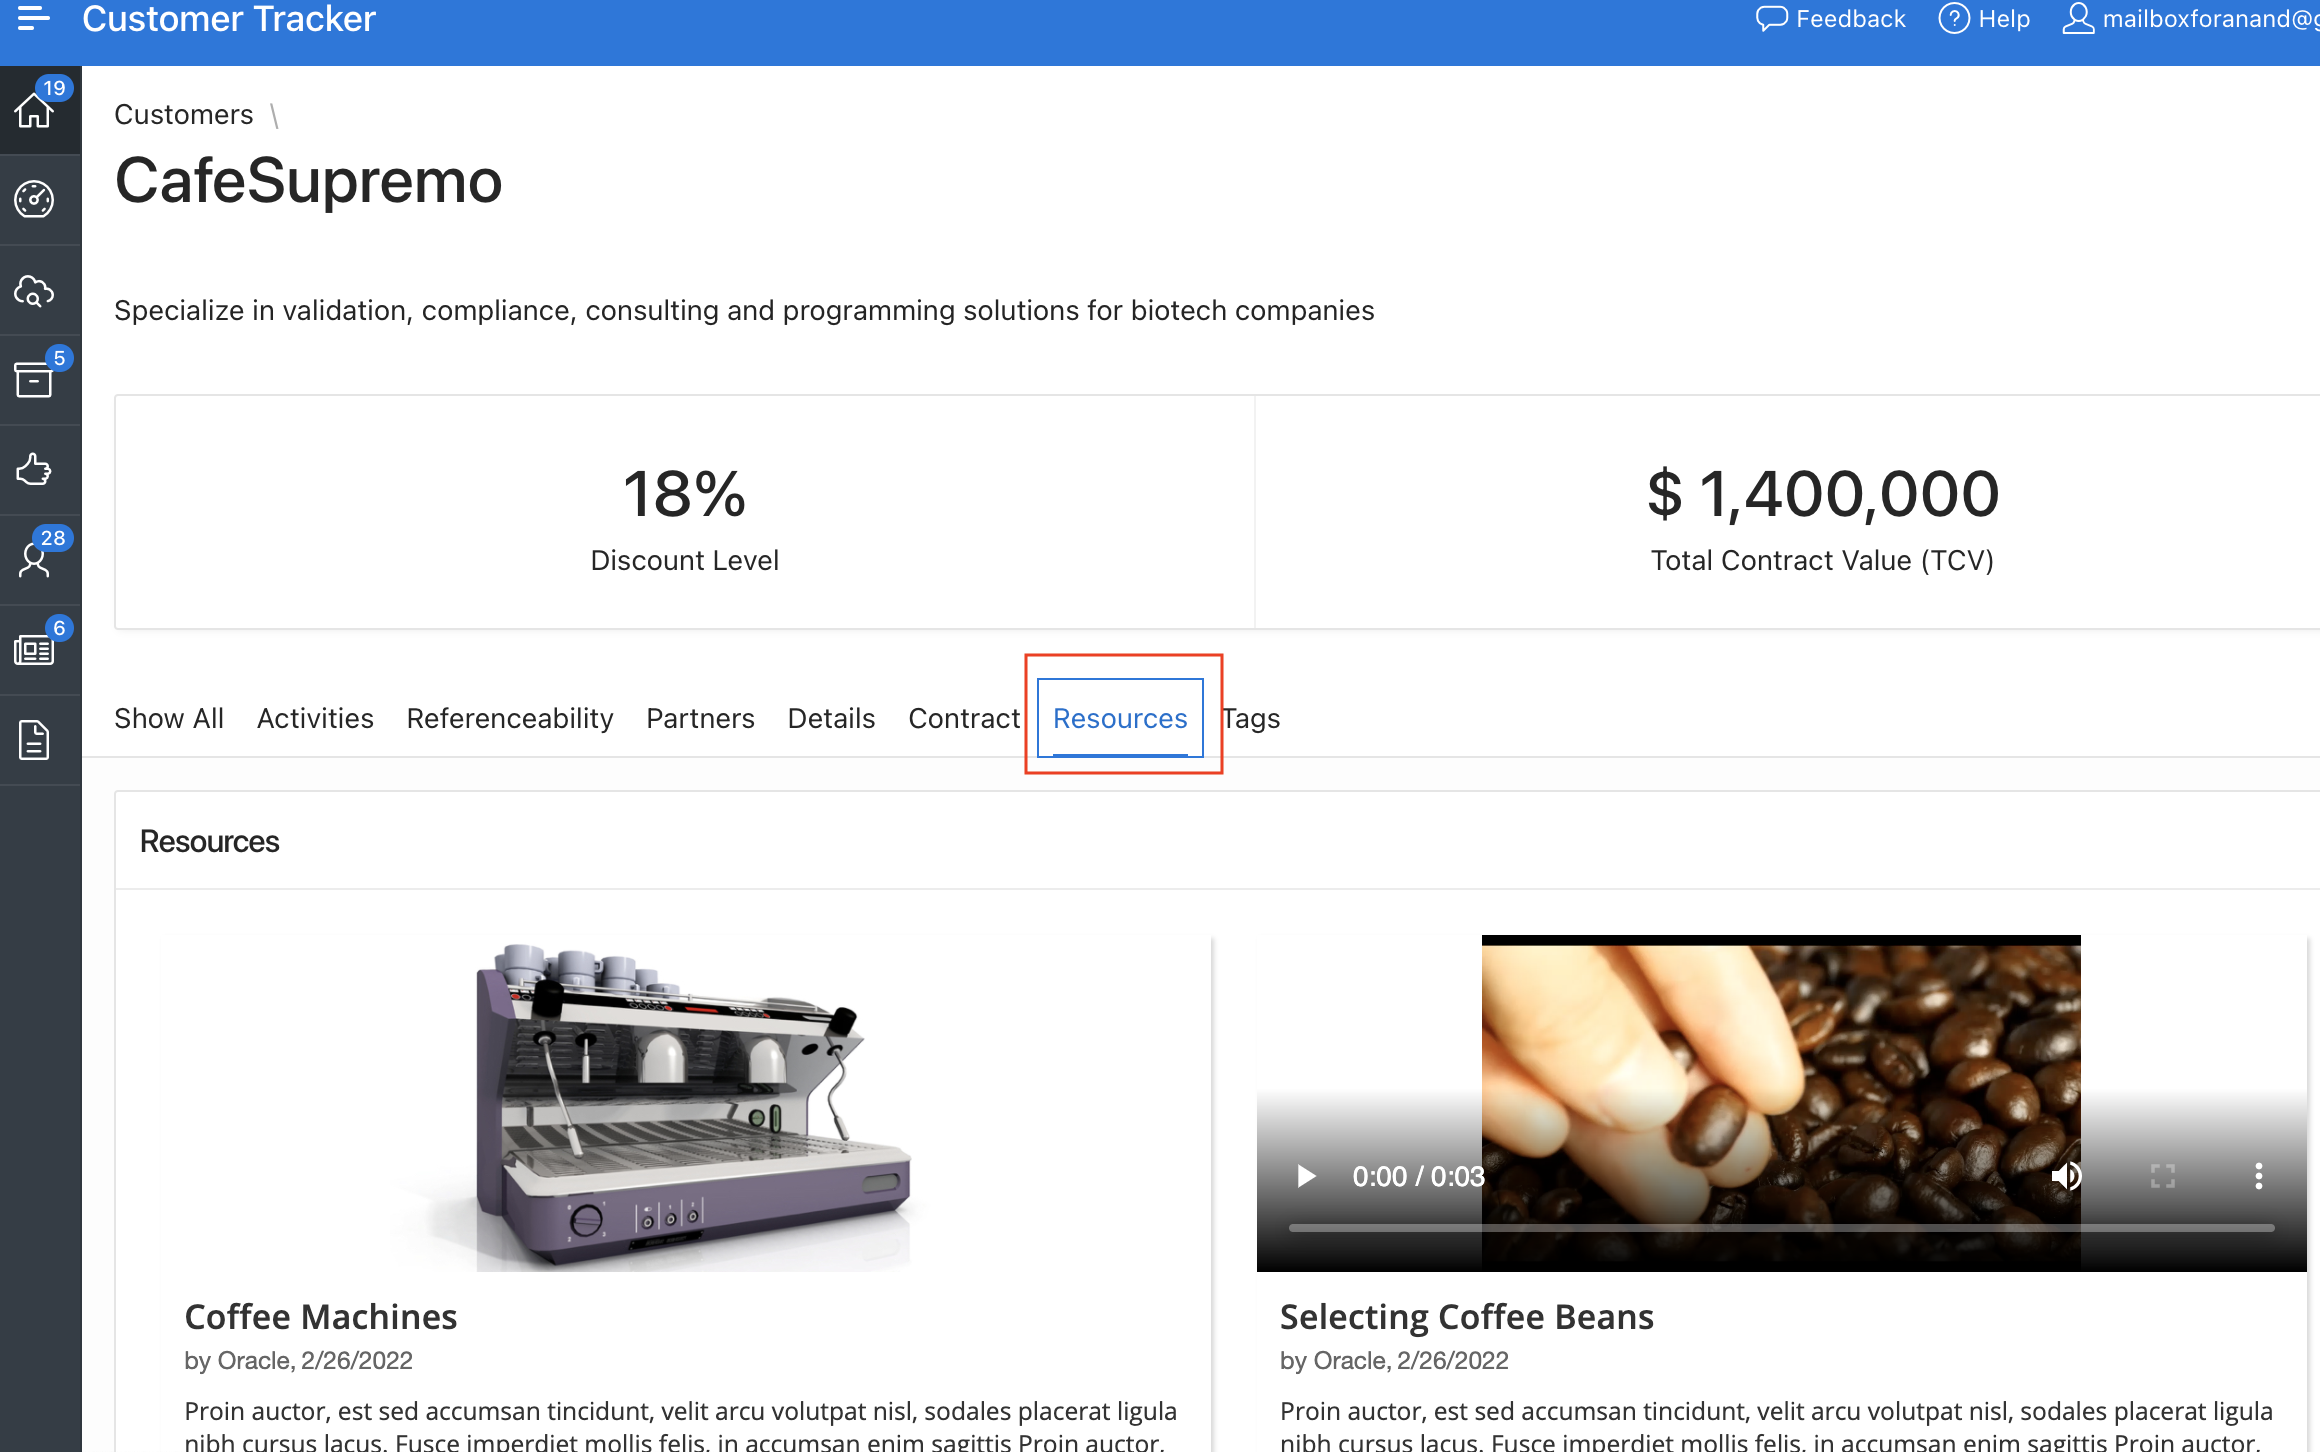 Customer Tracker
Feedback
Help
mailboxforanand@
19
5
28
6
Customers \
CafeSupremo
Specialize in validation, compliance, consulting and programming solutions for biotech companies
18%
Discount Level
$ 1,400,000
Total Contract Value (TCV)
Show All Activities Referenceability Partners Details Contract Resources Tags
Resources
0:00 / 0:03
Coffee Machines
by Oracle, 2/26/2022
Proin auctor, est sed accumsan tincidunt, velit arcu volutpat nisl, sodales placerat ligula
nibh cursus lacus. Fusce imperdiet mollis felis, in accumsan enim sagittis Proin auctor,
Selecting Coffee Beans
by Oracle, 2/26/2022
Proin auctor, est sed accumsan tincidunt, velit arcu volutpat nisl, sodales placerat ligula
nibh cursus lacus. Fusce imperdiet mollis felis, in accumsan enim sagittis Proin auctor,